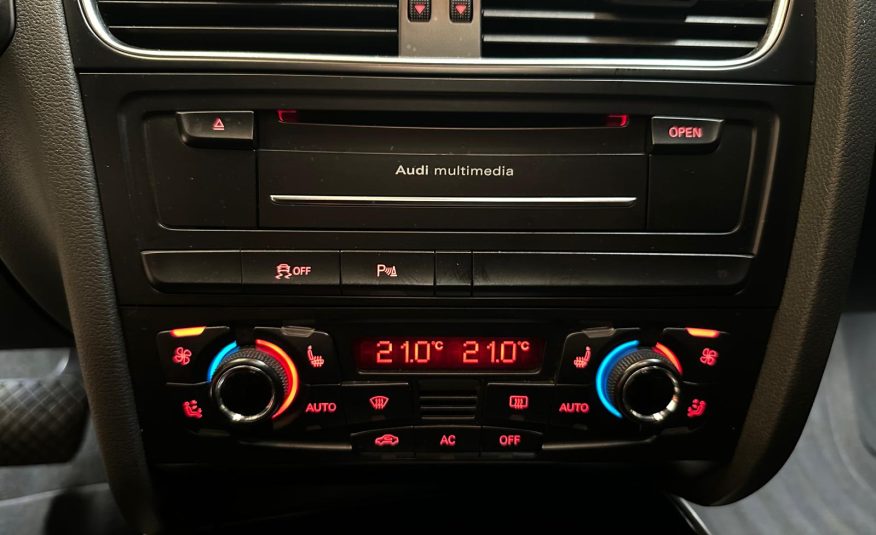 OPEN
Audi multimedia
OFF P
21.0°C 21.0°C
AUTO AUTO
AC OFF